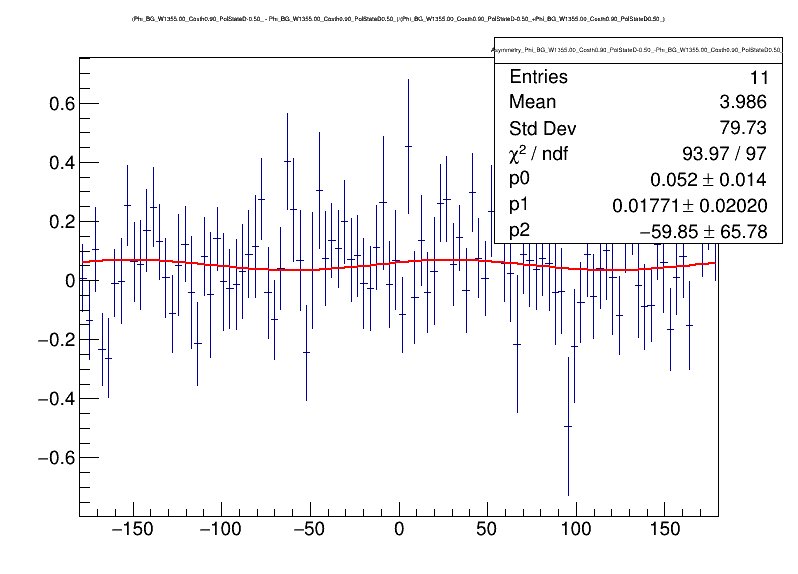 (Phi_BG_W1355.00_Costh0.90_PolStateD-0.50_ - Phi_BG_W1355.00_Costh0.90_PolStateD0.50_)/(Phi_BG_W1355.00_Costh0.90_PolStateD-0.50_+Phi_BG_W1355.00_Costh0.90_PolStateD0.50_)
Asymmetry_Phi_BG_W1355.00_Costh0.90_PolStateD-0.50_-Phi_BG_W1355.00_Costh0.90_PolStateD0.50_
Entries 11
Mean 3.986
Std Dev 79.73
χ² / ndf 93.97 / 97
p0 0.052 ± 0.014
p1 0.01771 ± 0.02020
p2 −59.85 ± 65.78
0.6
0.4
0.2
0
−0.2
−0.4
−0.6
−150 −100 −50 0 50 100 150